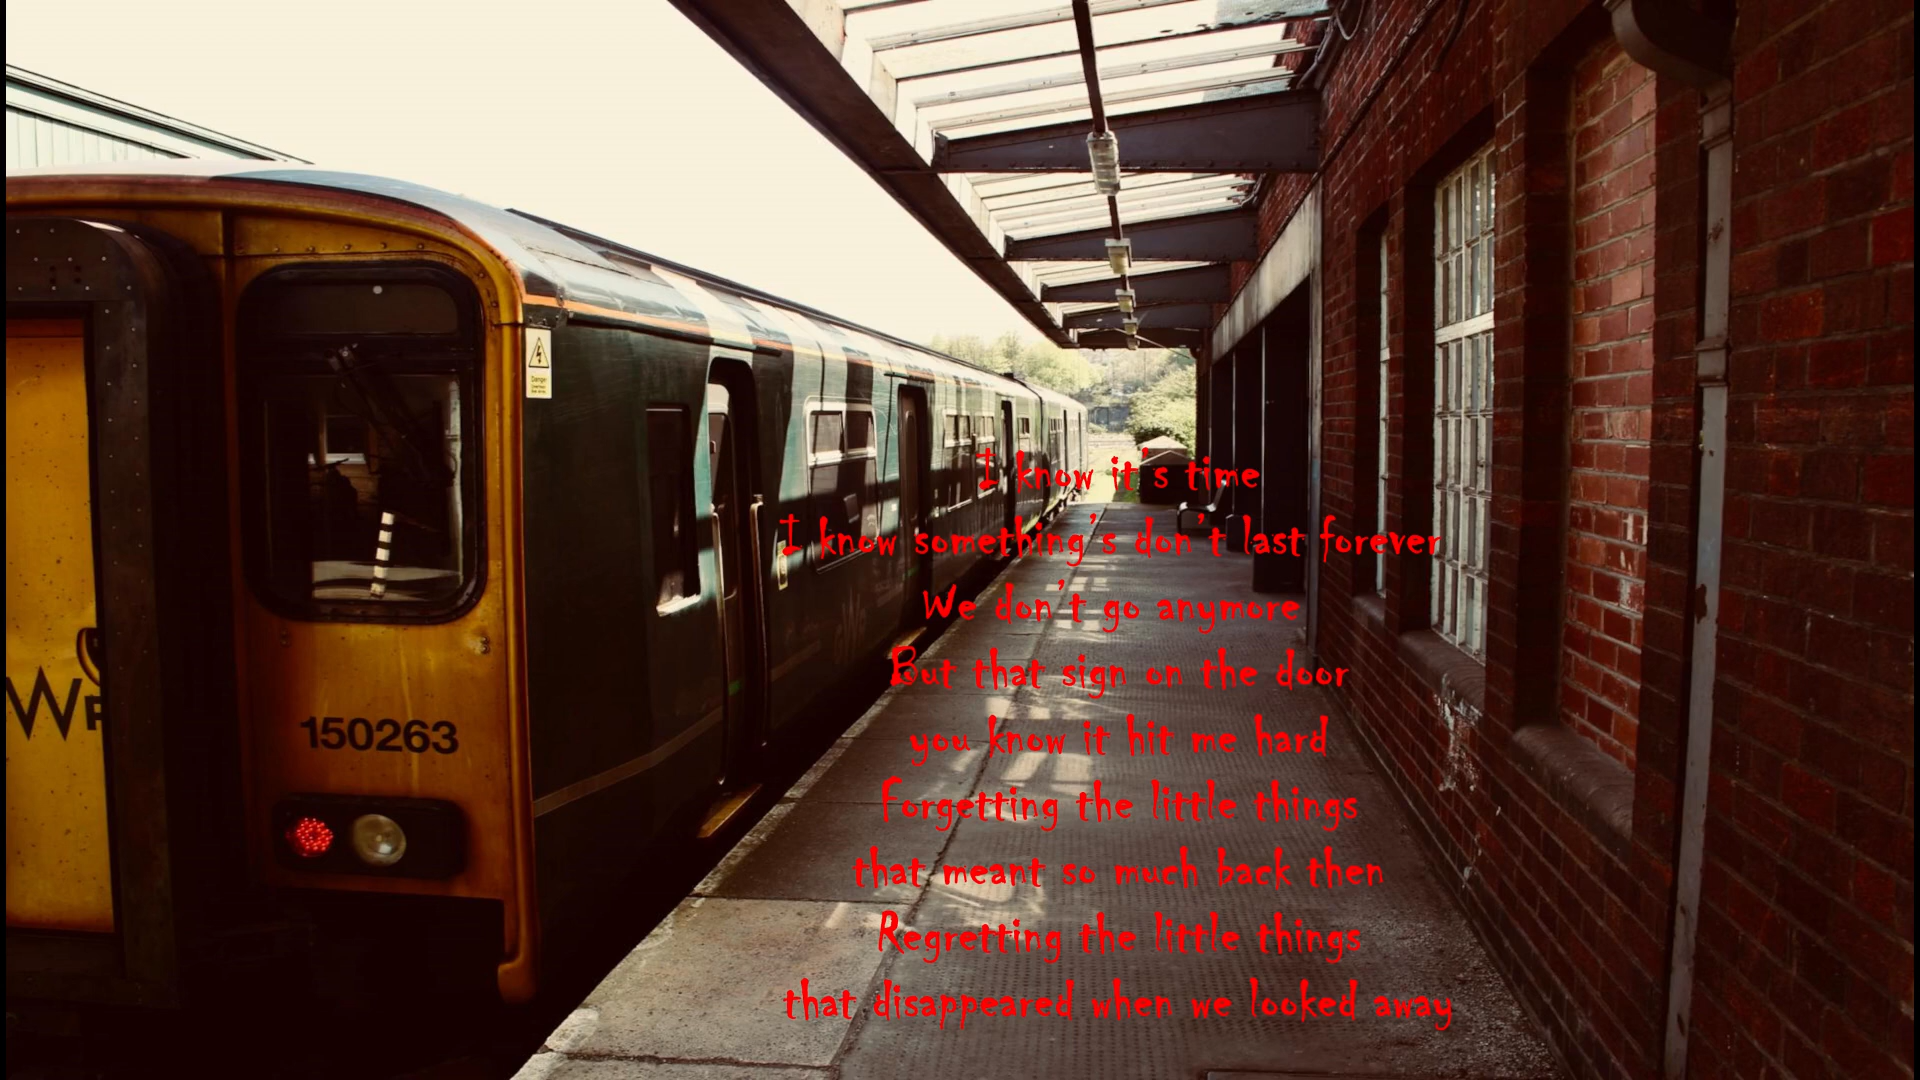 Danger
W
150263
I know it's time
I know something's don't last forever
We don't go anymore
But that sign on the door
you know it hit me hard
Forgetting the little things
that meant so much back then
Regretting the little things
that disappeared when we looked away